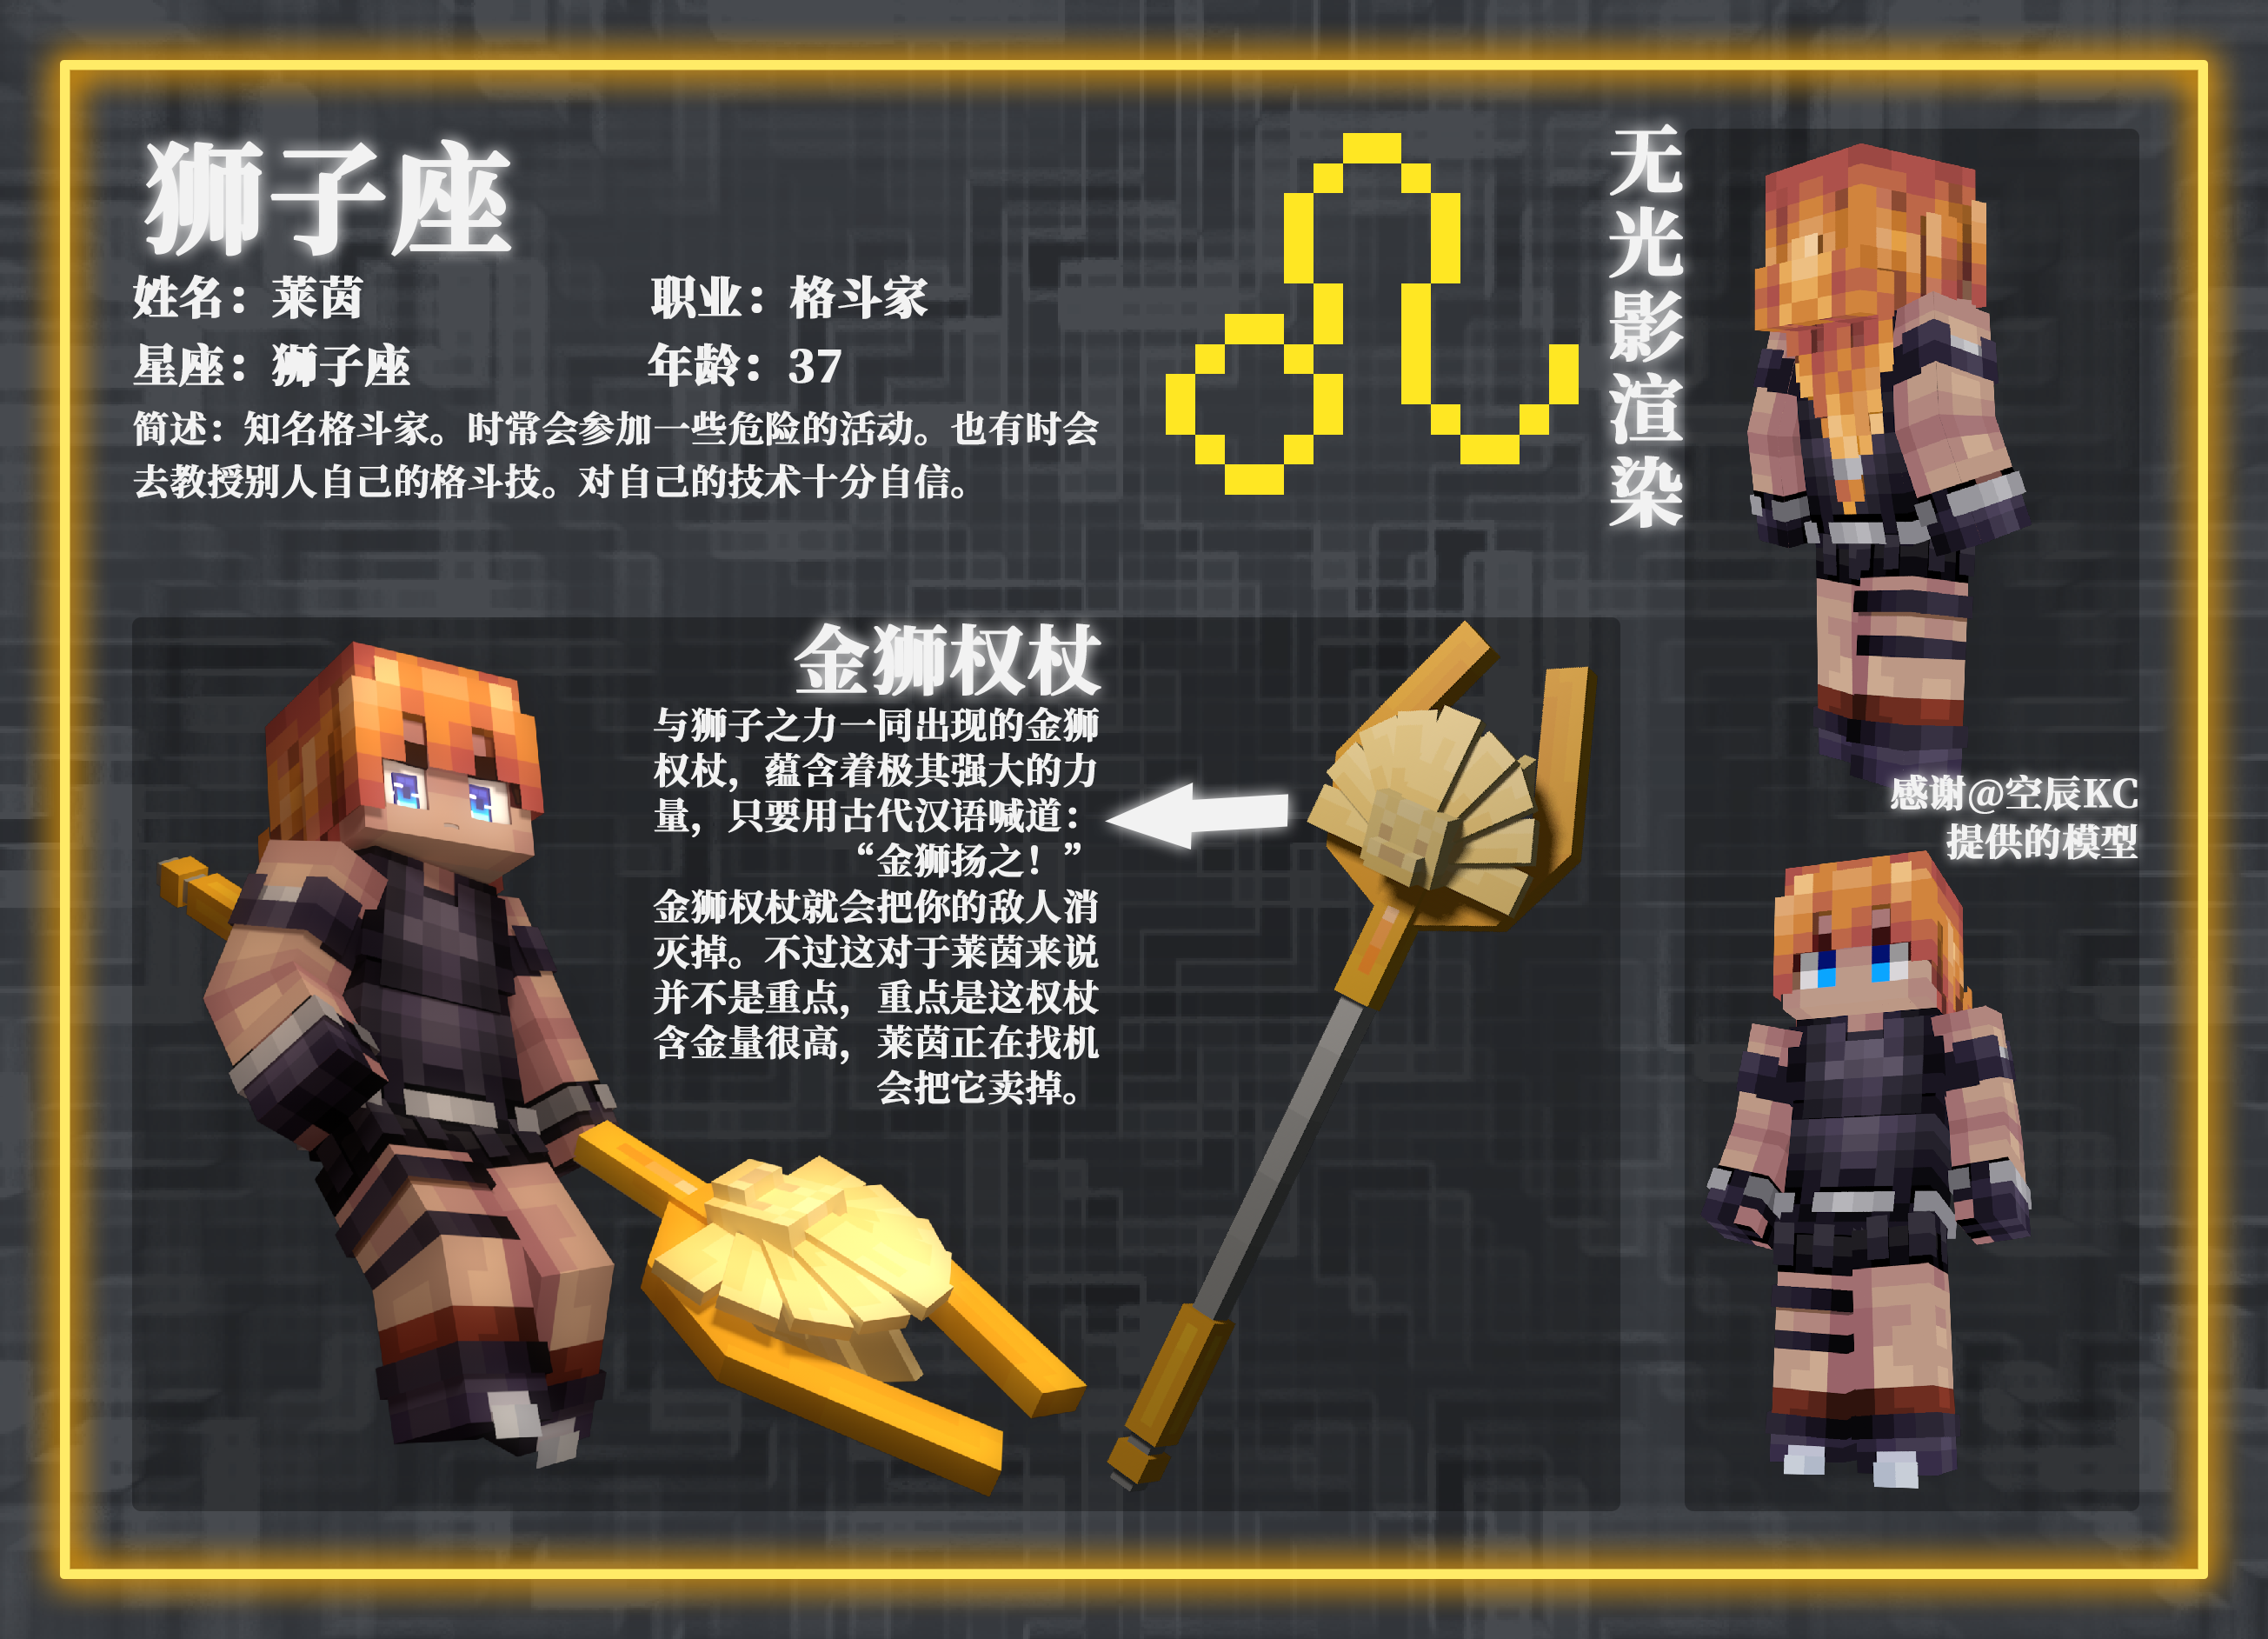 狮子座
姓名：莱茵
职业：格斗家
星座：狮子座
年龄：37
简述：知名格斗家。时常会参加一些危险的活动。也有时会
去教授别人自己的格斗技。对自己的技术十分自信。
无光影渲染
金狮权杖
与狮子之力一同出现的金狮
权杖，蕴含着极其强大的力
量，只要用古代汉语喊道：
“金狮扬之！”
金狮权杖就会把你的敌人消
灭掉。不过这对于莱茵来说
并不是重点，重点是这权杖
含金量很高，莱茵正在找机
会把它卖掉。
感谢@空辰KC
提供的模型